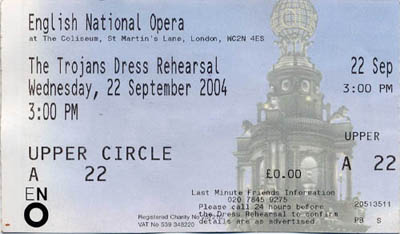 English National Opera
at The Coliseum, St Martin's Lane, London, WC2N 4ES
The Trojans Dress Rehearsal
Wednesday, 22 September 2004
3:00 PM
22 Sep
3:00 PM
UPPER CIRCLE
A 22
ENO
UPPER
A 22
£0.00
Last Minute Friends Information
020 7845 9275
Please call 24 hours before
the Dress Rehearsal to confirm
details are as advertised.
Registered Charity No
VAT No 539 348220
20513511
PB S